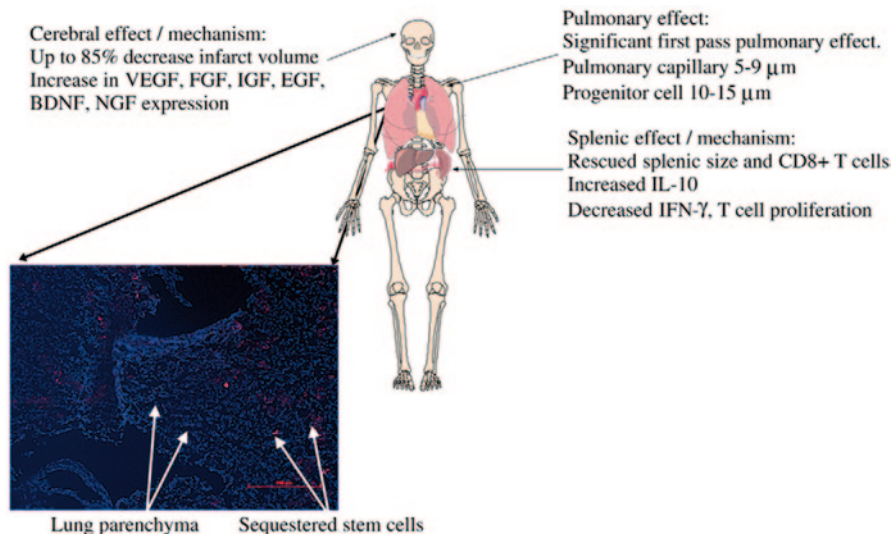 Cerebral effect / mechanism:
Up to 85% decrease infarct volume
Increase in VEGF, FGF, IGF, EGF,
BDNF, NGF expression
Pulmonary effect:
Significant first pass pulmonary effect.
Pulmonary capillary 5-9 μm
Progenitor cell 10-15 μm
Splenic effect / mechanism:
Rescued splenic size and CD8+ T cells
Increased IL-10
Decreased IFN-γ, T cell proliferation
Lung parenchyma
Sequestered stem cells